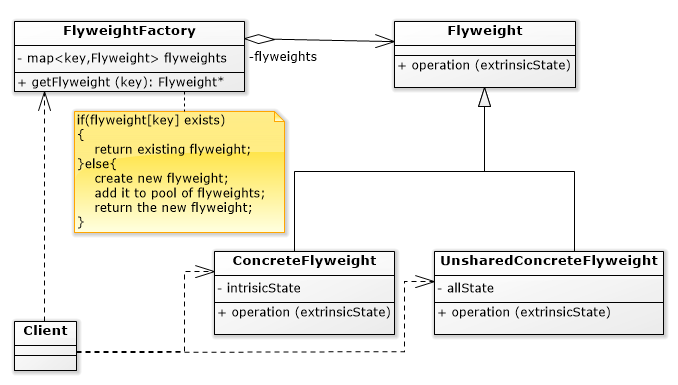 FlyweightFactory
- map<key,Flyweight> flyweights
+ getFlyweight (key): Flyweight*
-flyweights
Flyweight
+ operation (extrinsicState)
if(flyweight[key] exists)
{
return existing flyweight;
}else{
create new flyweight;
add it to pool of flyweights;
return the new flyweight;
}
ConcreteFlyweight
- intrisicState
+ operation (extrinsicState)
UnsharedConcreteFlyweight
- allState
+ operation (extrinsicState)
Client